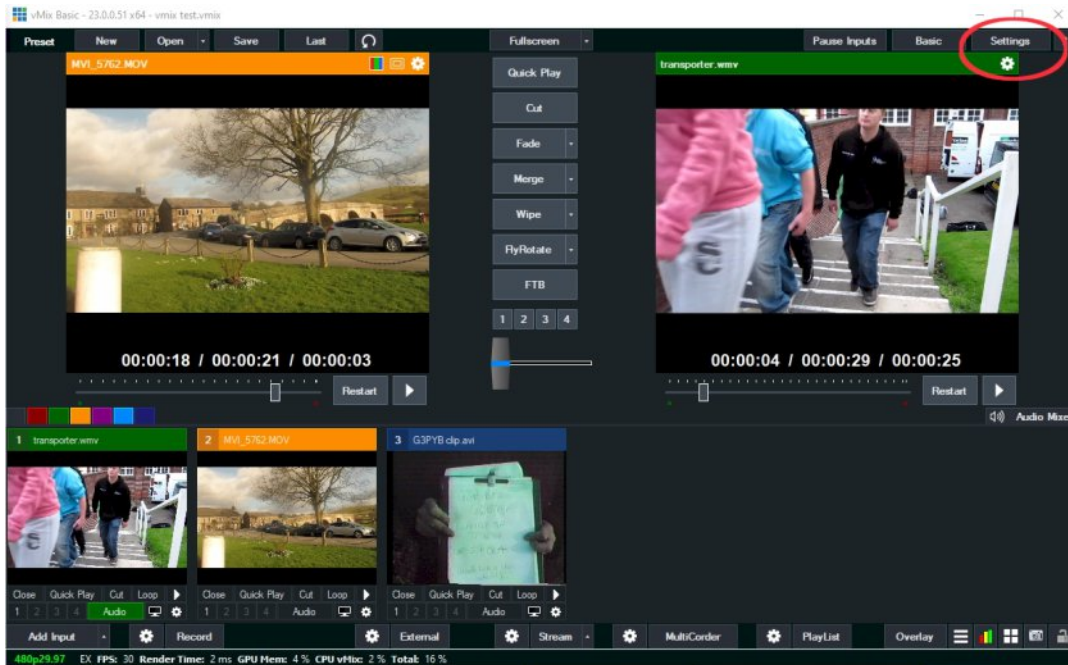 vMix Basic - 23.0.0.51 x64 - vmix test.vmix
Preset New Open Save Last Fullscreen Pause Inputs Basic Settings
MVI_5762.MOV
transporter.wmv
Quick Play
Cut
Fade
Merge
Wipe
FlyRotate
FTB
1 2 3 4
00:00:18 / 00:00:21 / 00:00:03
Restart
00:00:04 / 00:00:29 / 00:00:25
Restart
Audio Mixe
1 transporter.wmv
2 MVI_5762.MOV
3 G3PYB clip.avi
Close Quick Play Cut Loop
1 2 3 4 Audio
Close Quick Play Cut Loop
1 2 3 4 Audio
Close Quick Play Cut Loop
1 2 3 4 Audio
Add Input Record External Stream MultiCorder PlayList Overlay
480p29.97 EX FPS: 30 Render Time: 2 ms GPU Mem: 4 % CPU vMix: 2 % Total: 16 %